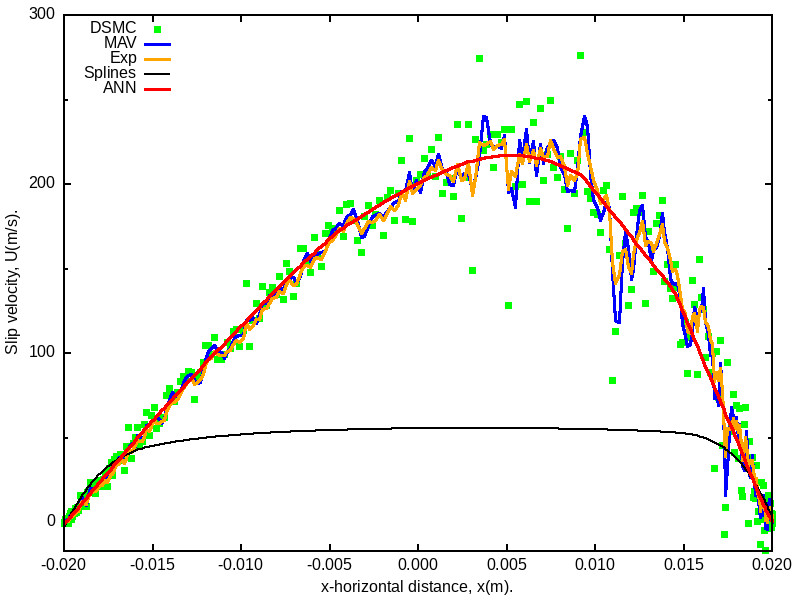 300
200
100
0
Slip velocity, U(m/s),
DSMC
MAV
Exp
Splines
ANN
-0.020 -0.015 -0.010 -0.005 0.000 0.005 0.010 0.015 0.020
x-horizontal distance, x(m).